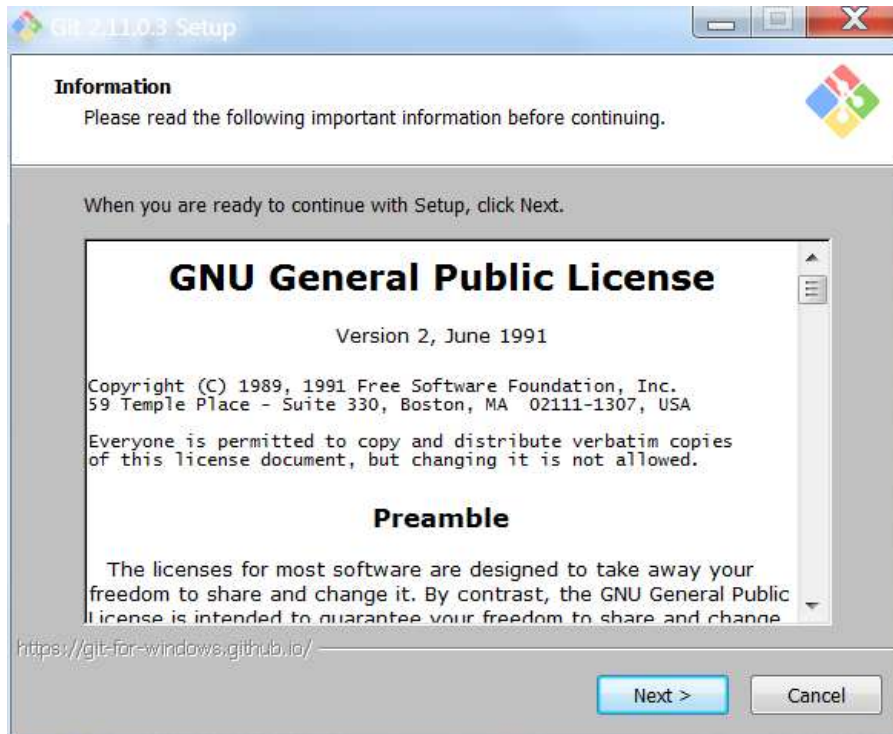 Git 2.11.0.3 Setup
Information
Please read the following important information before continuing.
When you are ready to continue with Setup, click Next.
GNU General Public License
Version 2, June 1991
Copyright (C) 1989, 1991 Free Software Foundation, Inc.
59 Temple Place - Suite 330, Boston, MA  02111-1307, USA
Everyone is permitted to copy and distribute verbatim copies
of this license document, but changing it is not allowed.
Preamble
The licenses for most software are designed to take away your
freedom to share and change it. By contrast, the GNU General Public
License is intended to guarantee your freedom to share and change
https://git-for-windows.github.io/
Next >
Cancel